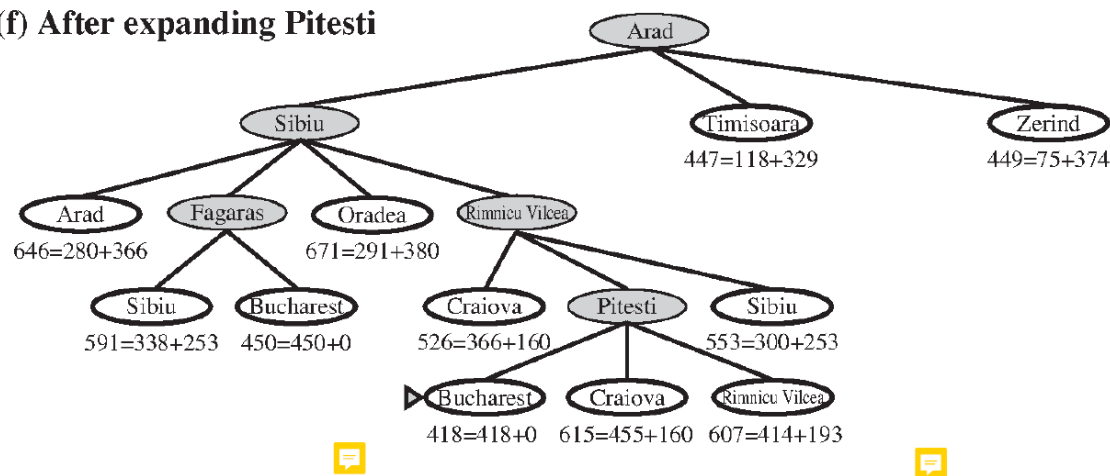 (f) After expanding Pitesti
Arad
Sibiu
Timisoara
Zerind
447=118+329
449=75+374
Arad
Fagaras
Oradea
Rimnicu Vilcea
646=280+366
671=291+380
Sibiu
Bucharest
Craiova
Pitesti
Sibiu
591=338+253
450=450+0
526=366+160
553=300+253
Bucharest
Craiova
Rimnicu Vilcea
418=418+0
615=455+160
607=414+193